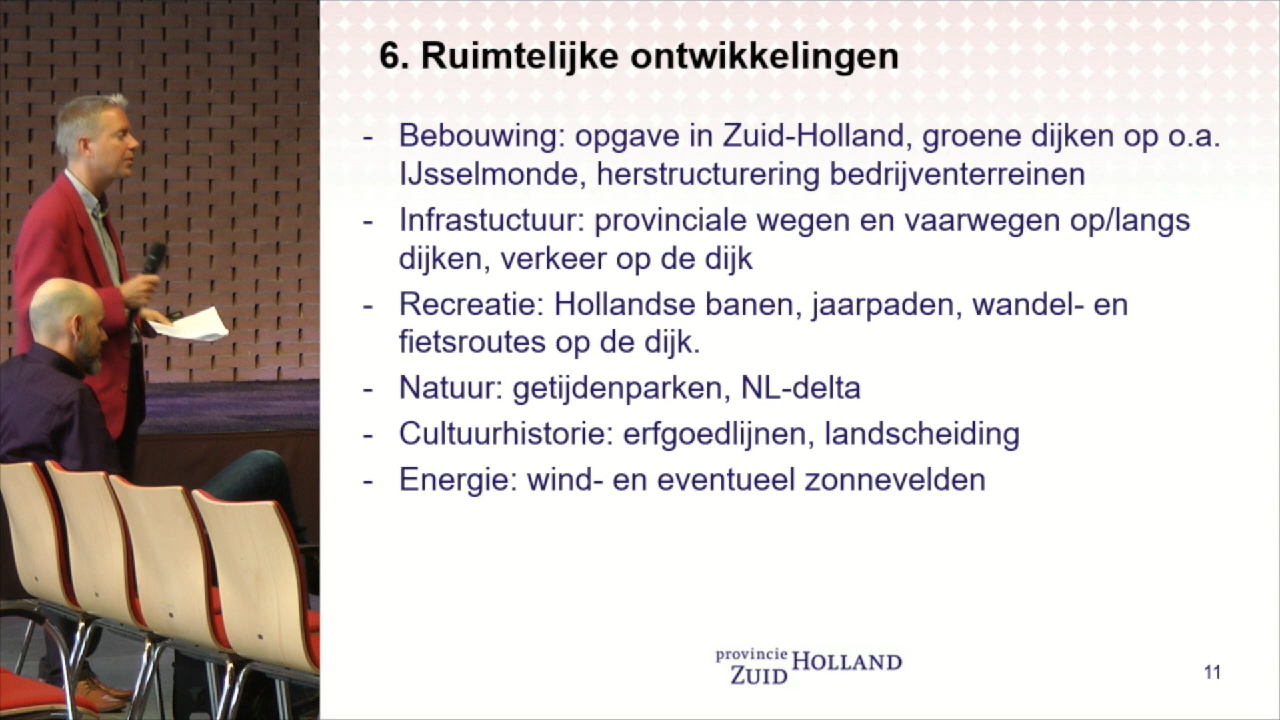 6. Ruimtelijke ontwikkelingen
- Bebouwing: opgave in Zuid-Holland, groene dijken op o.a.
IJsselmonde, herstructurering bedrijventerreinen
- Infrastuctuur: provinciale wegen en vaarwegen op/langs
dijken, verkeer op de dijk
- Recreatie: Hollandse banen, jaarpaden, wandel- en
fietsroutes op de dijk.
- Natuur: getijdenparken, NL-delta
- Cultuurhistorie: erfgoedlijnen, landscheiding
- Energie: wind- en eventueel zonnevelden
provincie
ZUID HOLLAND
11